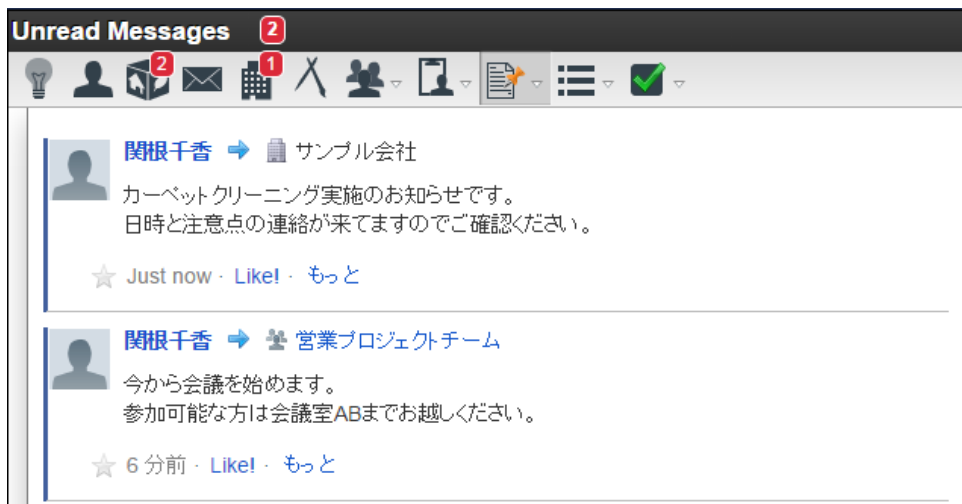 Unread Messages 2
2 1
関根千香 サンプル会社
カーペットクリーニング実施のお知らせです。
日時と注意点の連絡が来てますのでご確認ください。
Just now · Like! · もっと
関根千香 営業プロジェクトチーム
今から会議を始めます。
参加可能な方は会議室ABまでお越しください。
6 分前 · Like! · もっと